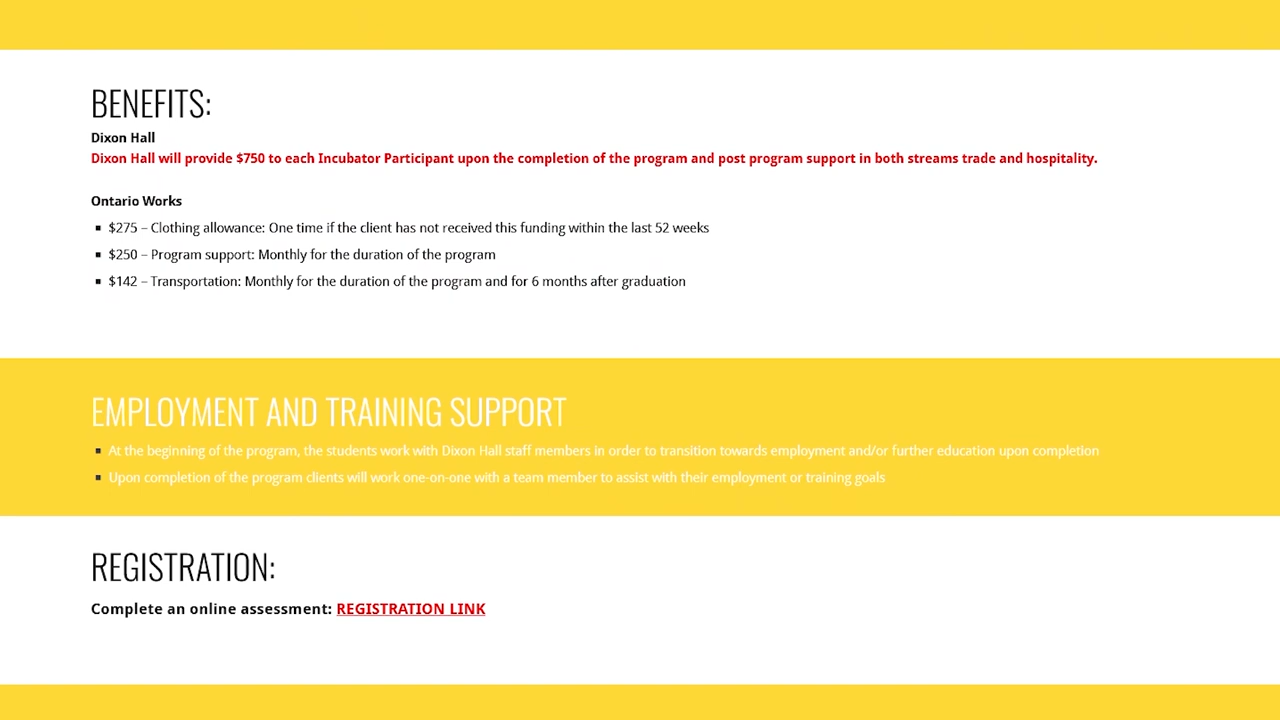 BENEFITS:
Dixon Hall
Dixon Hall will provide $750 to each Incubator Participant upon the completion of the program and post program support in both streams trade and hospitality.
Ontario Works
▪ $275 – Clothing allowance: One time if the client has not received this funding within the last 52 weeks
▪ $250 – Program support: Monthly for the duration of the program
▪ $142 – Transportation: Monthly for the duration of the program and for 6 months after graduation
EMPLOYMENT AND TRAINING SUPPORT
▪ At the beginning of the program, the students work with Dixon Hall staff members in order to transition towards employment and/or further education upon completion
▪ Upon completion of the program clients will work one-on-one with a team member to assist with their employment or training goals
REGISTRATION:
Complete an online assessment: REGISTRATION LINK